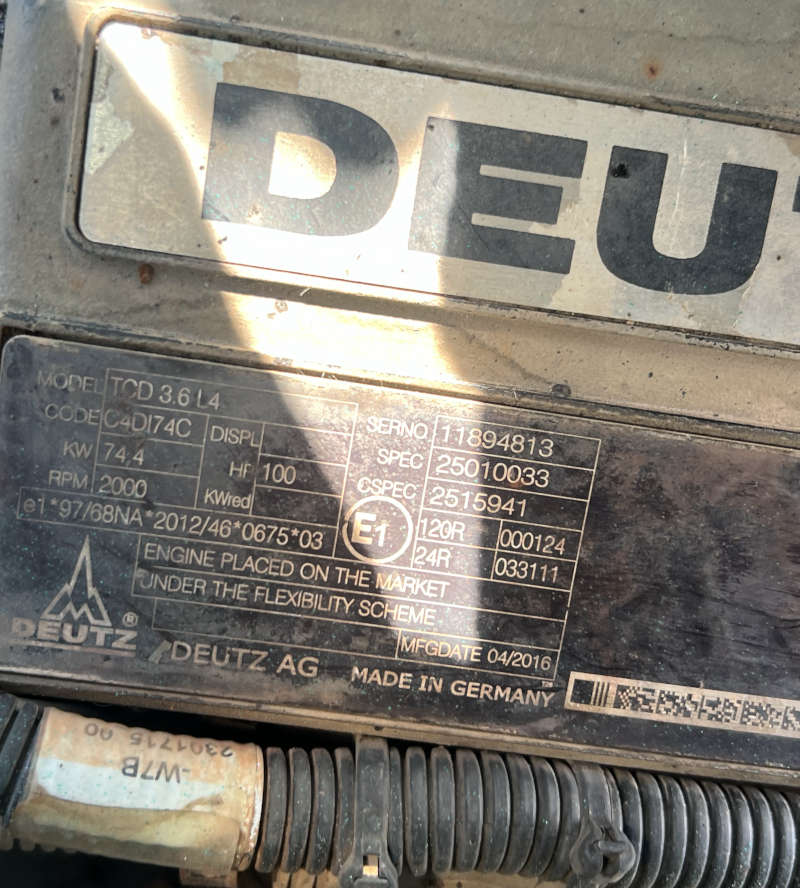 DEUT
MODEL TCD 3.6 L4
CODE C4DI74C DISPL
KW 74,4 HP 100
RPM 2000 KWred
e1*97/68NA*2012/46*0675*03
SERNO 11894813
SPEC 25010033
CSPEC 2515941
E1 120R 000124
24R 033111
ENGINE PLACED ON THE MARKET
UNDER THE FLEXIBILITY SCHEME
MFGDATE 04/2016
DEUTZ®
DEUTZ AG MADE IN GERMANY
2301715 00
-W7B